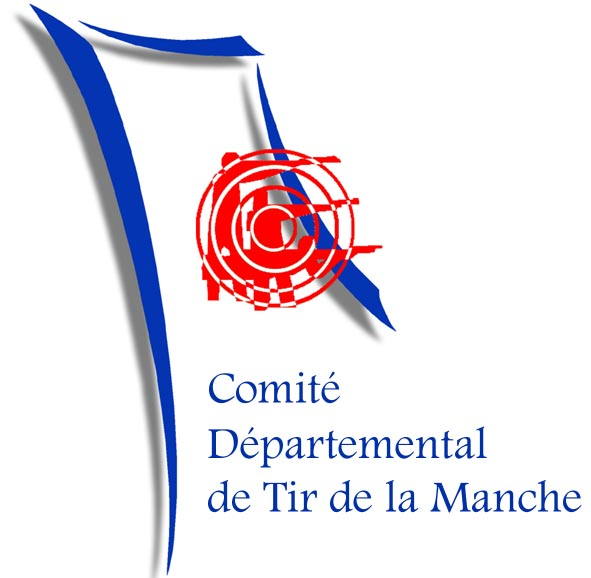 Comité
Départemental
de Tir de la Manche